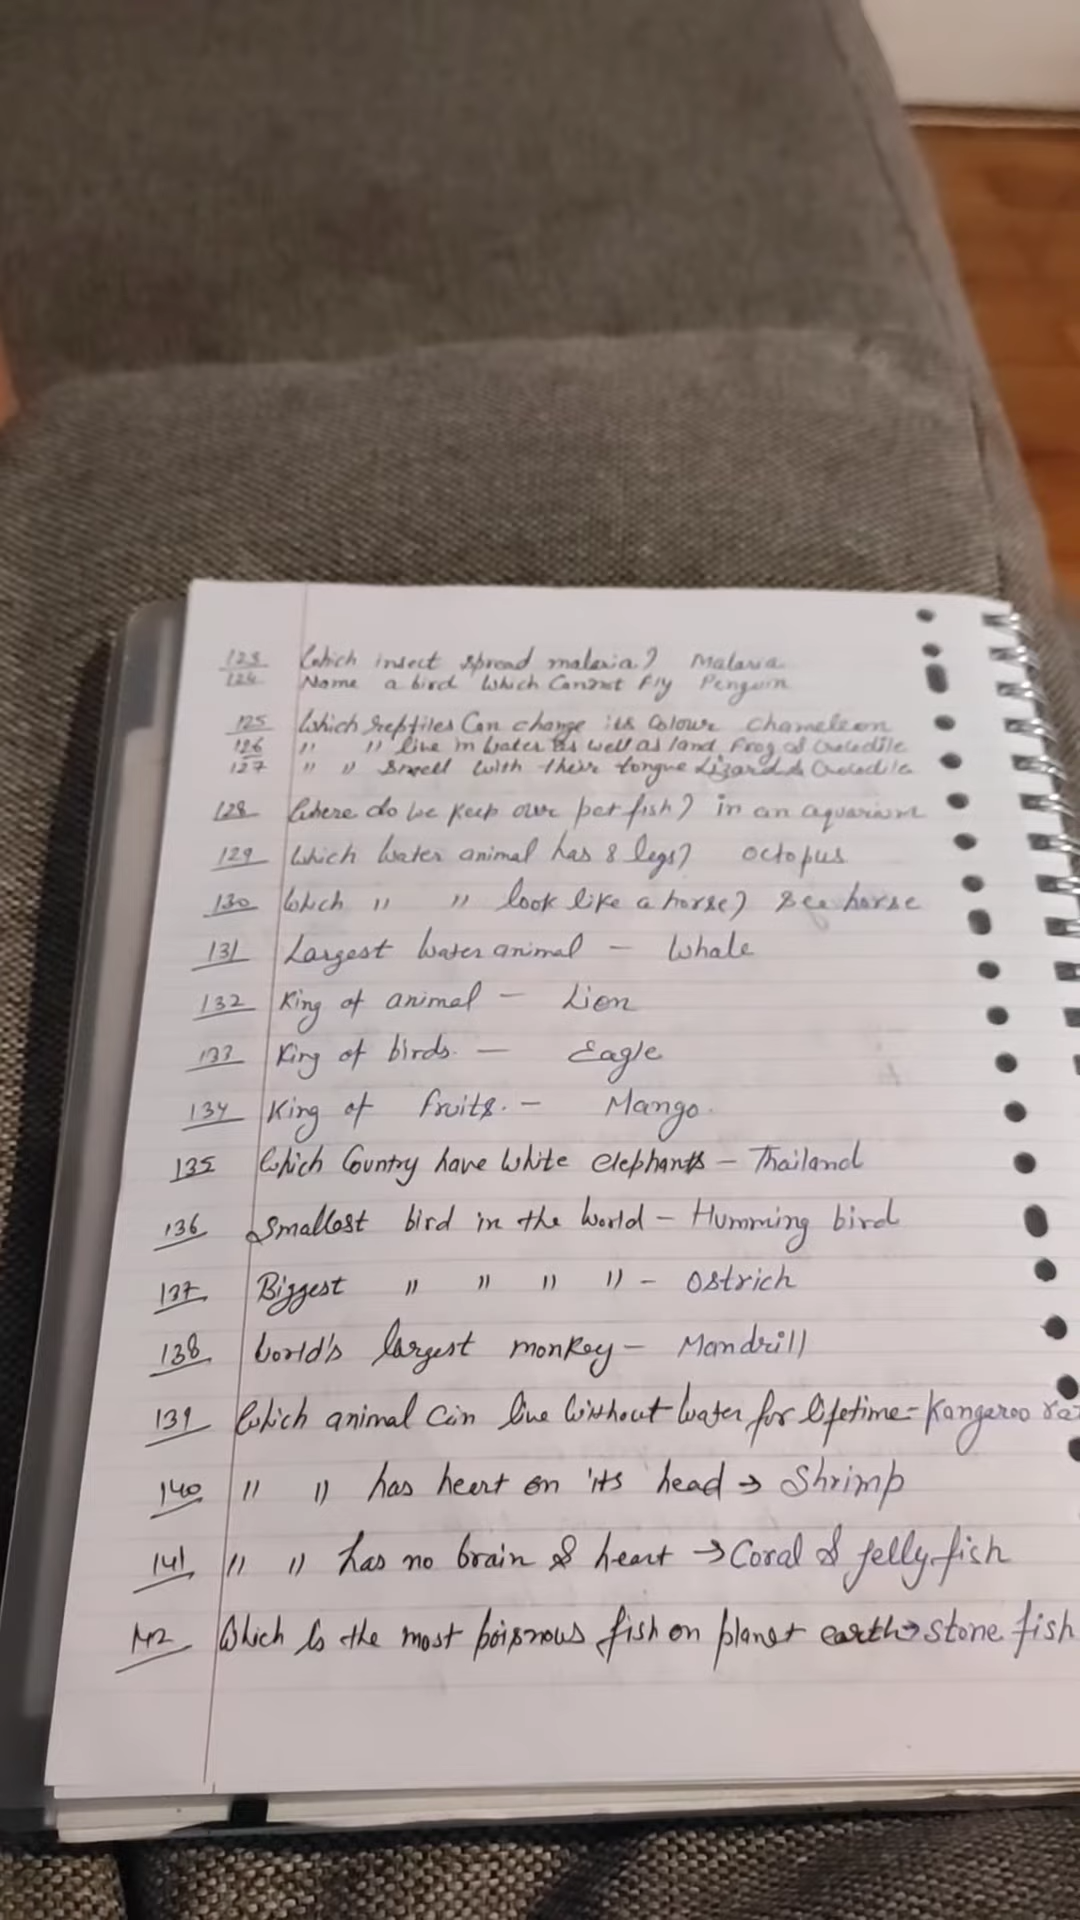 123 Which insect spread malaria? Malaria
124 Name a bird which Cannot Fly Penguin
125 Which reptiles Can change its Colour Chameleon
126 " " live in water as well as land Frog & Crocodile
127 " " Smell with their tongue Lizard & Crocodile
128 Where do we keep our pet fish? in an aquarium
129 Which water animal has 8 legs? octopus
130 Which " " look like a horse? Sea horse
131 Largest water animal - Whale
132 King of animal - Lion
133 King of birds. - Eagle
134 King of fruits. - Mango.
135 Which Country have white elephants - Thailand
136 Smallest bird in the world - Humming bird
137 Biggest " " " " - Ostrich
138 World's largest monkey - Mandrill
139 Which animal Can live without water for lifetime - Kangaroo ra
140 " " has heart on its head → Shrimp
141 " " has no brain & heart → Coral & jelly fish
142 Which is the most poisnous fish on planet earth → Stone fish